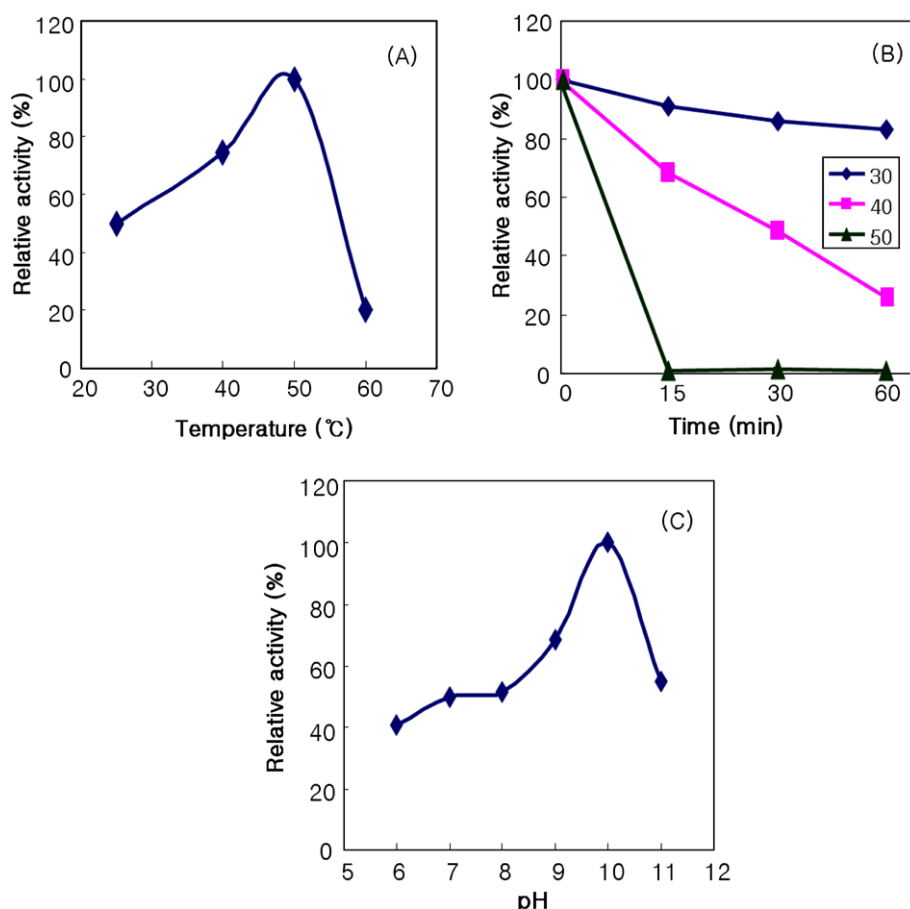 (A)
120
100
80
60
40
20
0
Relative activity (%)
20 30 40 50 60 70
Temperature (℃)
(B)
120
100
80
60
40
20
0
Relative activity (%)
30
40
50
0 15 30 60
Time (min)
(C)
120
100
80
60
40
20
0
Relative activity (%)
5 6 7 8 9 10 11 12
pH